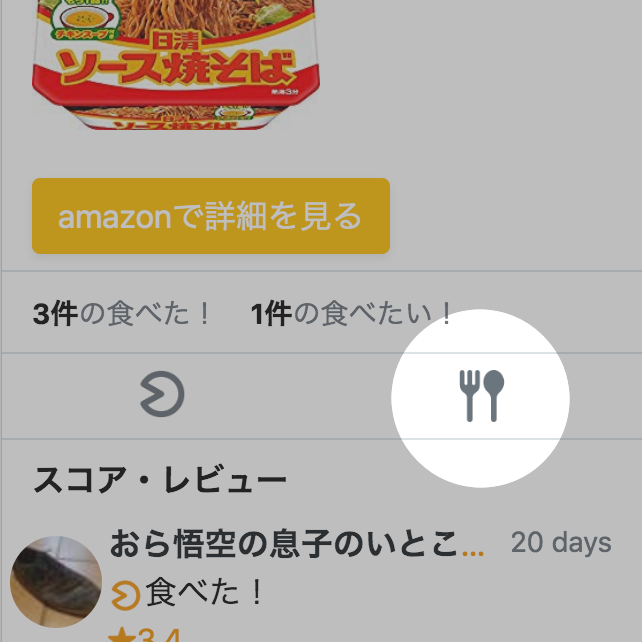 チキンスープ
日清
ソース焼そば
熱湯3分
ソース焼そば
amazonで詳細を見る
3件の食べた！ 1件の食べたい！
スコア・レビュー
おら悟空の息子のいとこ... 20 days
食べた！
★3.4